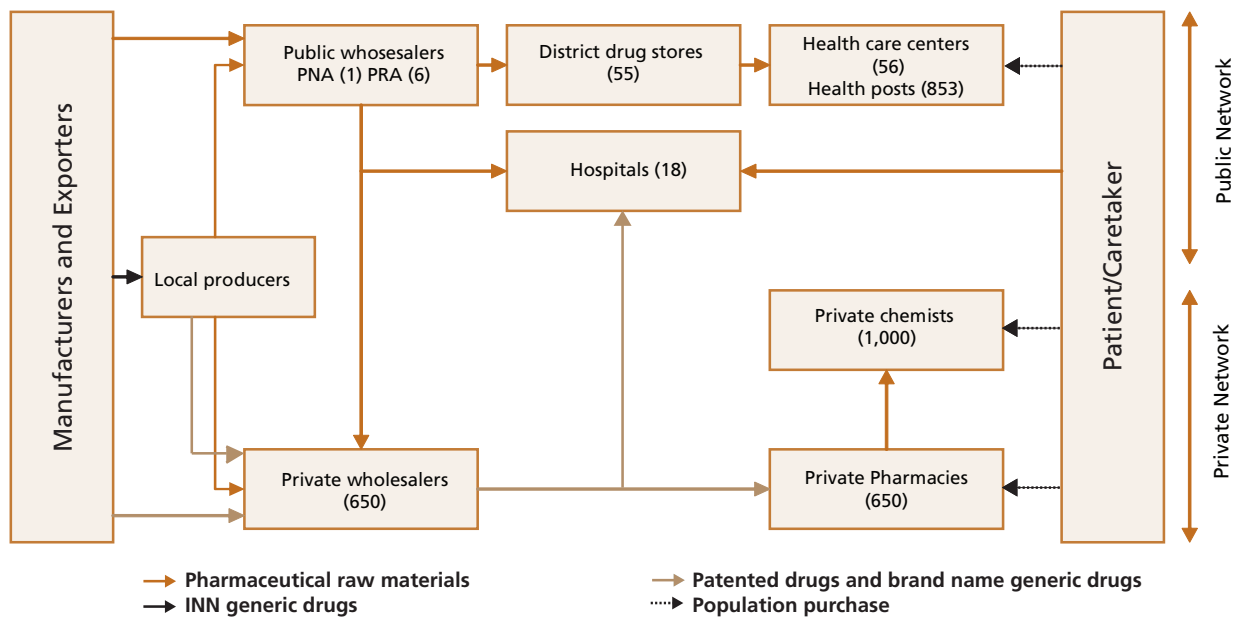 Manufacturers and Exporters
Public whosesalers
PNA (1) PRA (6)
District drug stores
(55)
Health care centers
(56)
Health posts (853)
Hospitals (18)
Local producers
Private chemists
(1,000)
Private wholesalers
(650)
Private Pharmacies
(650)
Patient/Caretaker
Public Network
Private Network
Pharmaceutical raw materials
INN generic drugs
Patented drugs and brand name generic drugs
Population purchase